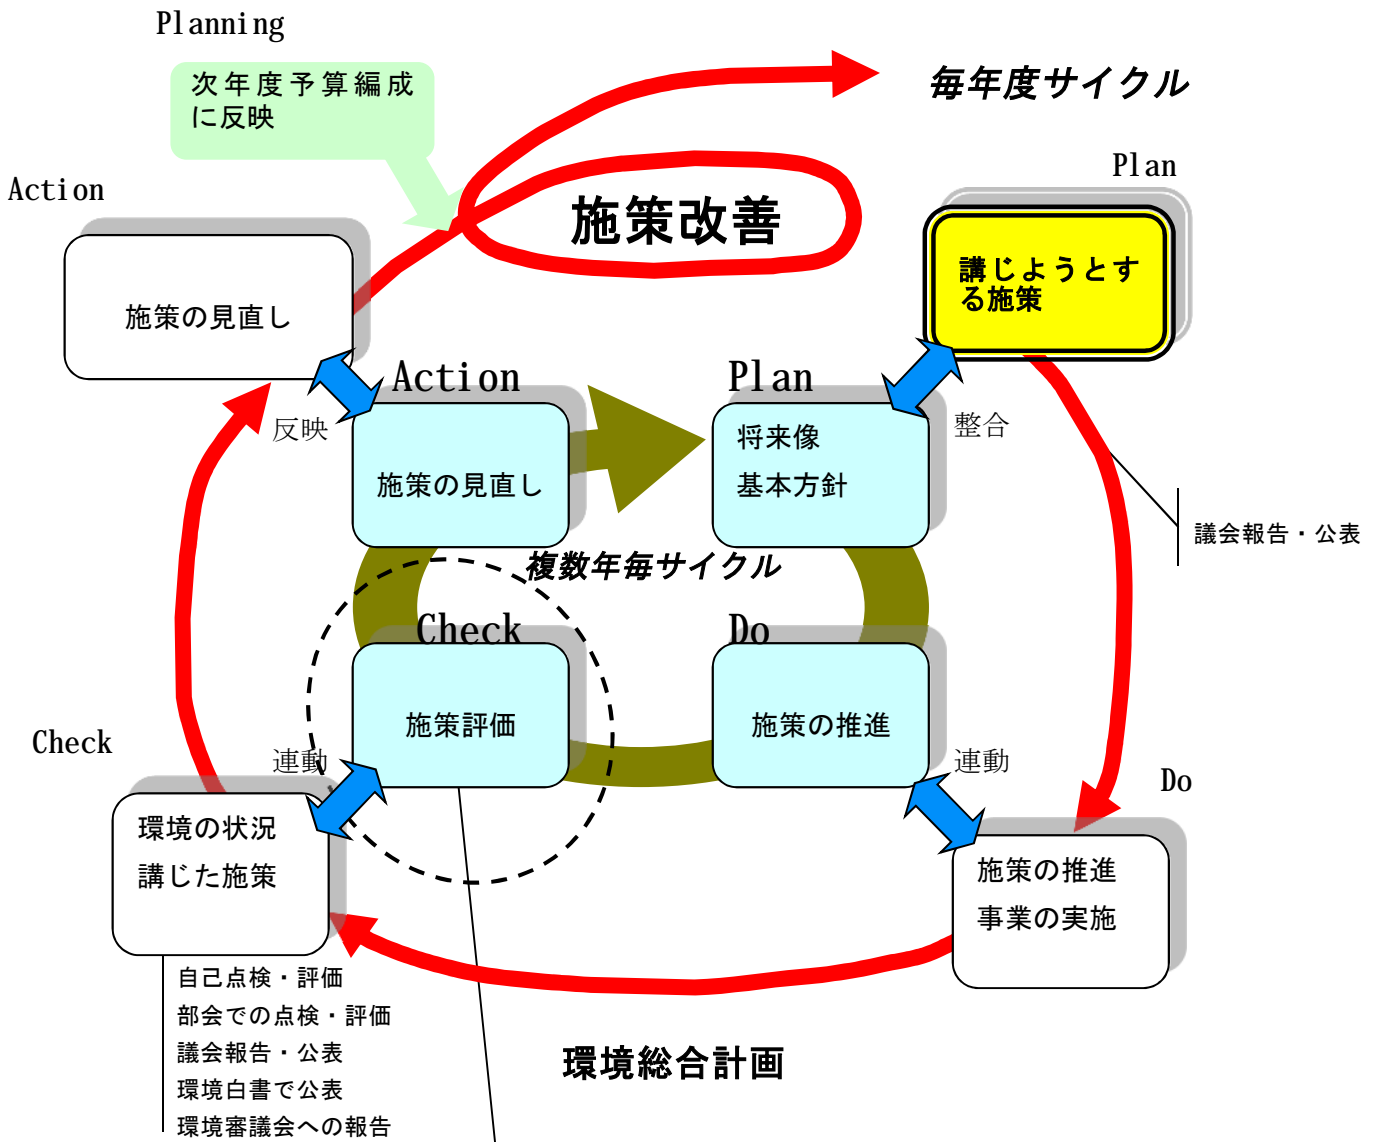 Planning
次年度予算編成
に反映
毎年度サイクル
Plan
Action
施策改善
講じようとす
る施策
施策の見直し
Action
Plan
反映
整合
将来像
基本方針
施策の見直し
議会報告・公表
複数年毎サイクル
Check
Do
施策評価
施策の推進
Check
連動
連動
Do
環境の状況
講じた施策
施策の推進
事業の実施
自己点検・評価
部会での点検・評価
議会報告・公表
環境白書で公表
環境審議会への報告
環境総合計画